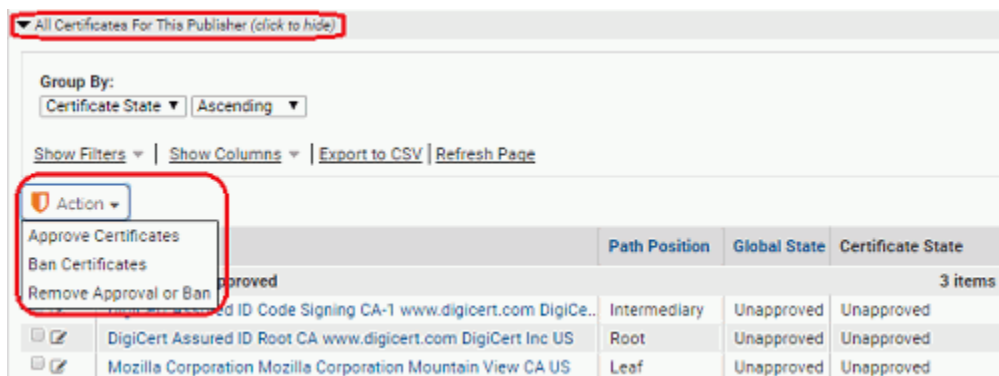 All Certificates For This Publisher (click to hide)
Group By:
Certificate State Ascending
Show Filters | Show Columns | Export to CSV | Refresh Page
Action
Approve Certificates
Ban Certificates
Remove Approval or Ban
Path Position Global State Certificate State
proved 3 items
DigiCert Assured ID Code Signing CA-1 www.digicert.com DigiCe.. Intermediary Unapproved Unapproved
DigiCert Assured ID Root CA www.digicert.com DigiCert Inc US Root Unapproved Unapproved
Mozilla Corporation Mozilla Corporation Mountain View CA US Leaf Unapproved Unapproved